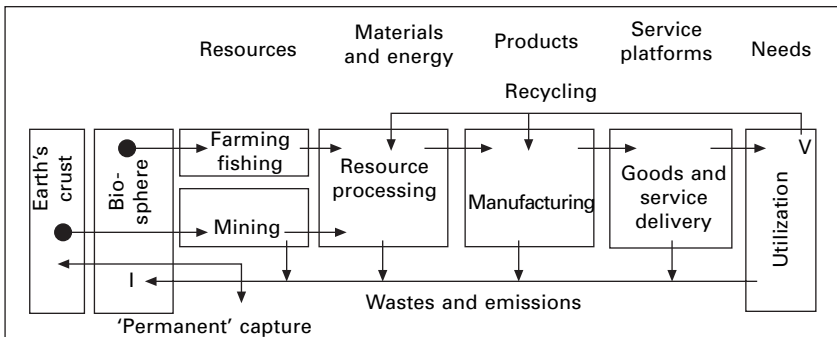 Resources
Materials
and energy
Products
Service
platforms
Needs
Recycling
Earth's
crust
Bio-
sphere
Farming
fishing
Mining
Resource
processing
Manufacturing
Goods and
service
delivery
V
Utilization
I
Wastes and emissions
'Permanent' capture